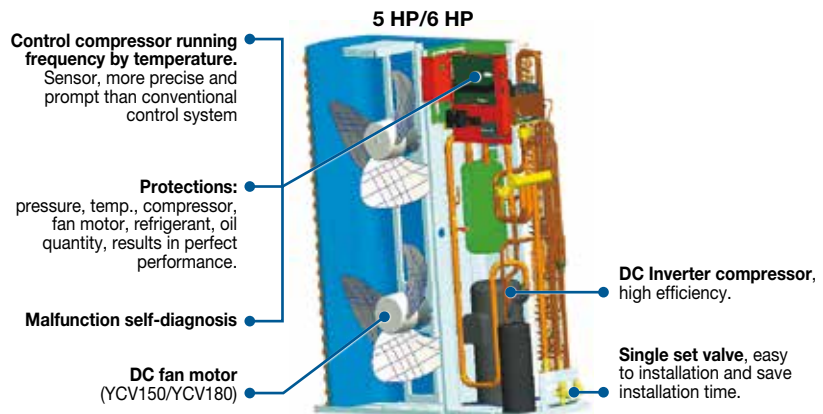 5 HP/6 HP
Control compressor running
frequency by temperature.
Sensor, more precise and
prompt than conventional
control system
Protections:
pressure, temp., compressor,
fan motor, refrigerant, oil
quantity, results in perfect
performance.
Malfunction self-diagnosis
DC fan motor
(YCV150/YCV180)
DC Inverter compressor,
high efficiency.
Single set valve, easy
to installation and save
installation time.